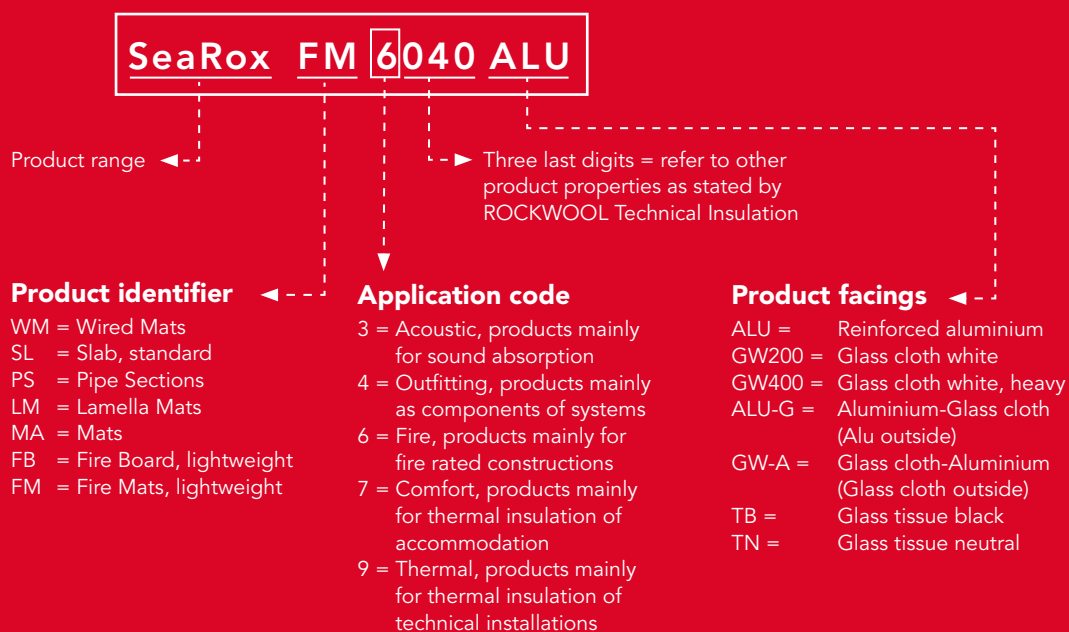 SeaRox FM 6040 ALU
Product range
Three last digits = refer to other
product properties as stated by
ROCKWOOL Technical Insulation
Product identifier
WM = Wired Mats
SL = Slab, standard
PS = Pipe Sections
LM = Lamella Mats
MA = Mats
FB = Fire Board, lightweight
FM = Fire Mats, lightweight
Application code
3 = Acoustic, products mainly
for sound absorption
4 = Outfitting, products mainly
as components of systems
6 = Fire, products mainly for
fire rated constructions
7 = Comfort, products mainly
for thermal insulation of
accommodation
9 = Thermal, products mainly
for thermal insulation of
technical installations
Product facings
ALU = Reinforced aluminium
GW200 = Glass cloth white
GW400 = Glass cloth white, heavy
ALU-G = Aluminium-Glass cloth
(Alu outside)
GW-A = Glass cloth-Aluminium
(Glass cloth outside)
TB = Glass tissue black
TN = Glass tissue neutral